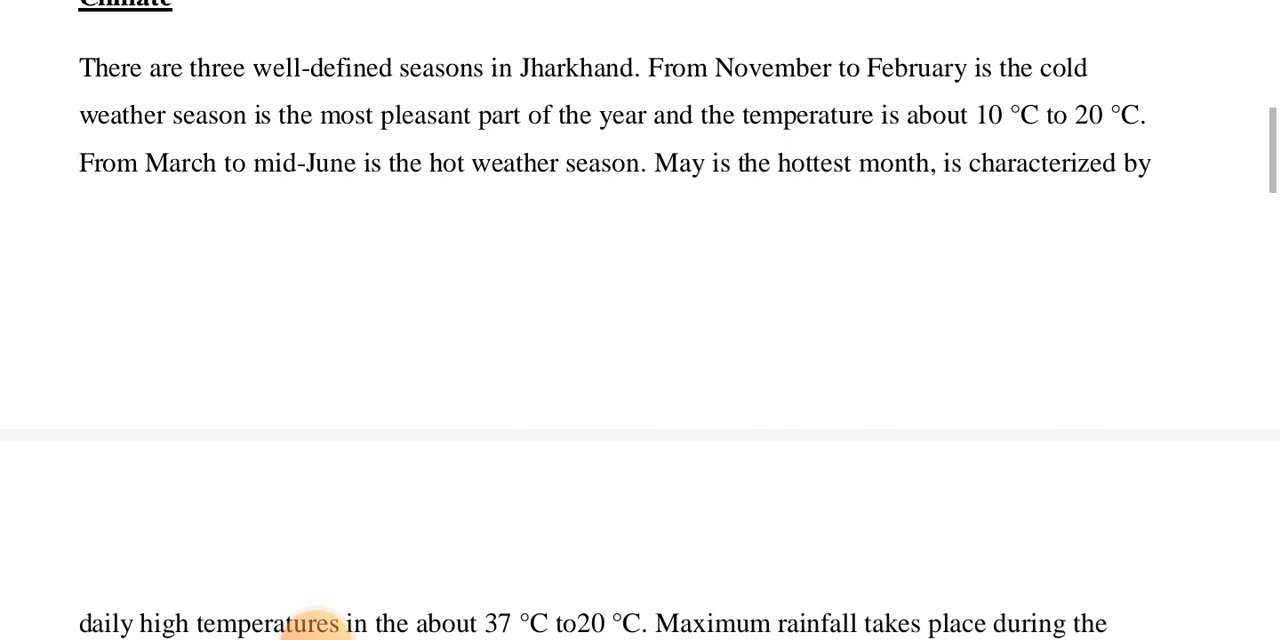 Climate
There are three well-defined seasons in Jharkhand. From November to February is the cold
weather season is the most pleasant part of the year and the temperature is about 10 °C to 20 °C.
From March to mid-June is the hot weather season. May is the hottest month, is characterized by
daily high temperatures in the about 37 °C to20 °C. Maximum rainfall takes place during the